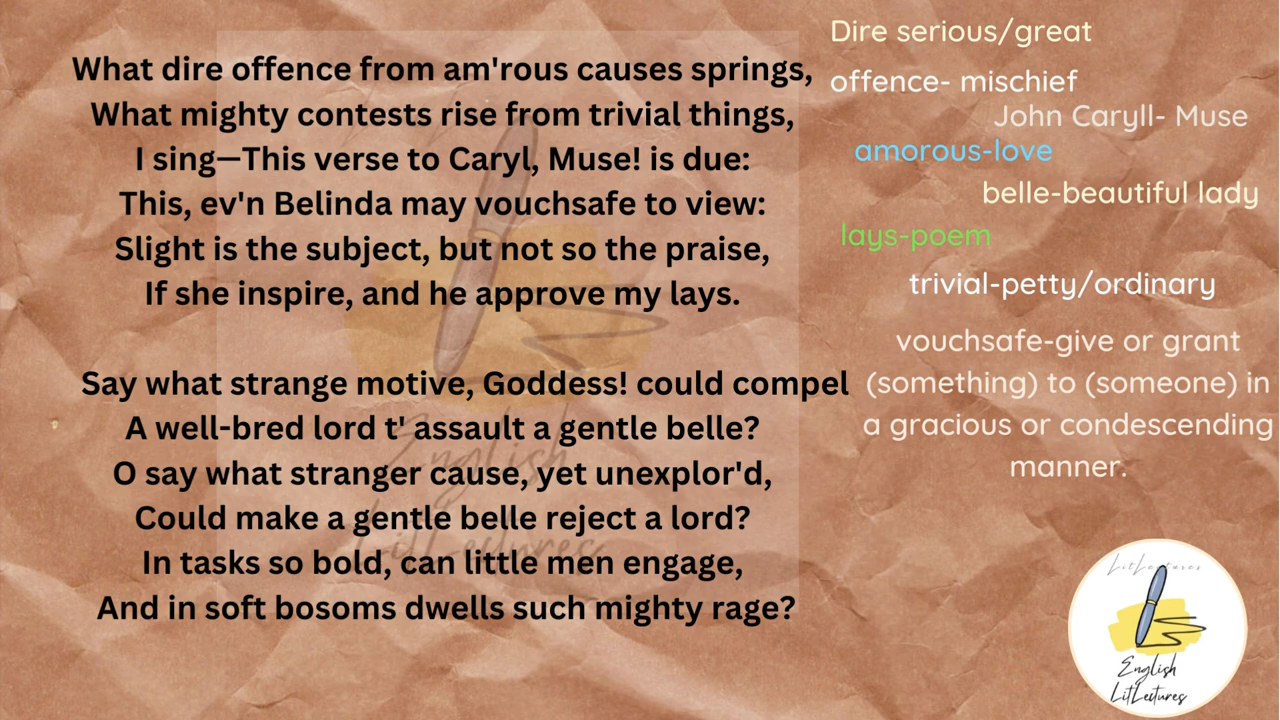 What dire offence from am'rous causes springs,
What mighty contests rise from trivial things,
I sing—This verse to Caryl, Muse! is due:
This, ev'n Belinda may vouchsafe to view:
Slight is the subject, but not so the praise,
If she inspire, and he approve my lays.
Say what strange motive, Goddess! could compel
A well-bred lord t' assault a gentle belle?
O say what stranger cause, yet unexplor'd,
Could make a gentle belle reject a lord?
In tasks so bold, can little men engage,
And in soft bosoms dwells such mighty rage?
Dire serious/great
offence- mischief
John Caryll- Muse
amorous-love
belle-beautiful lady
lays-poem
trivial-petty/ordinary
vouchsafe-give or grant
(something) to (someone) in
a gracious or condescending
manner.
English
LitLectures
LitLectures
English
LitLectures